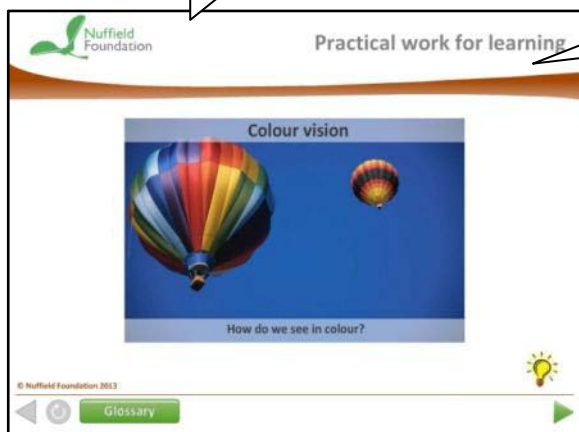 Nuffield
Foundation
Practical work for learning
Colour vision
How do we see in colour?
© Nuffield Foundation 2013
Glossary